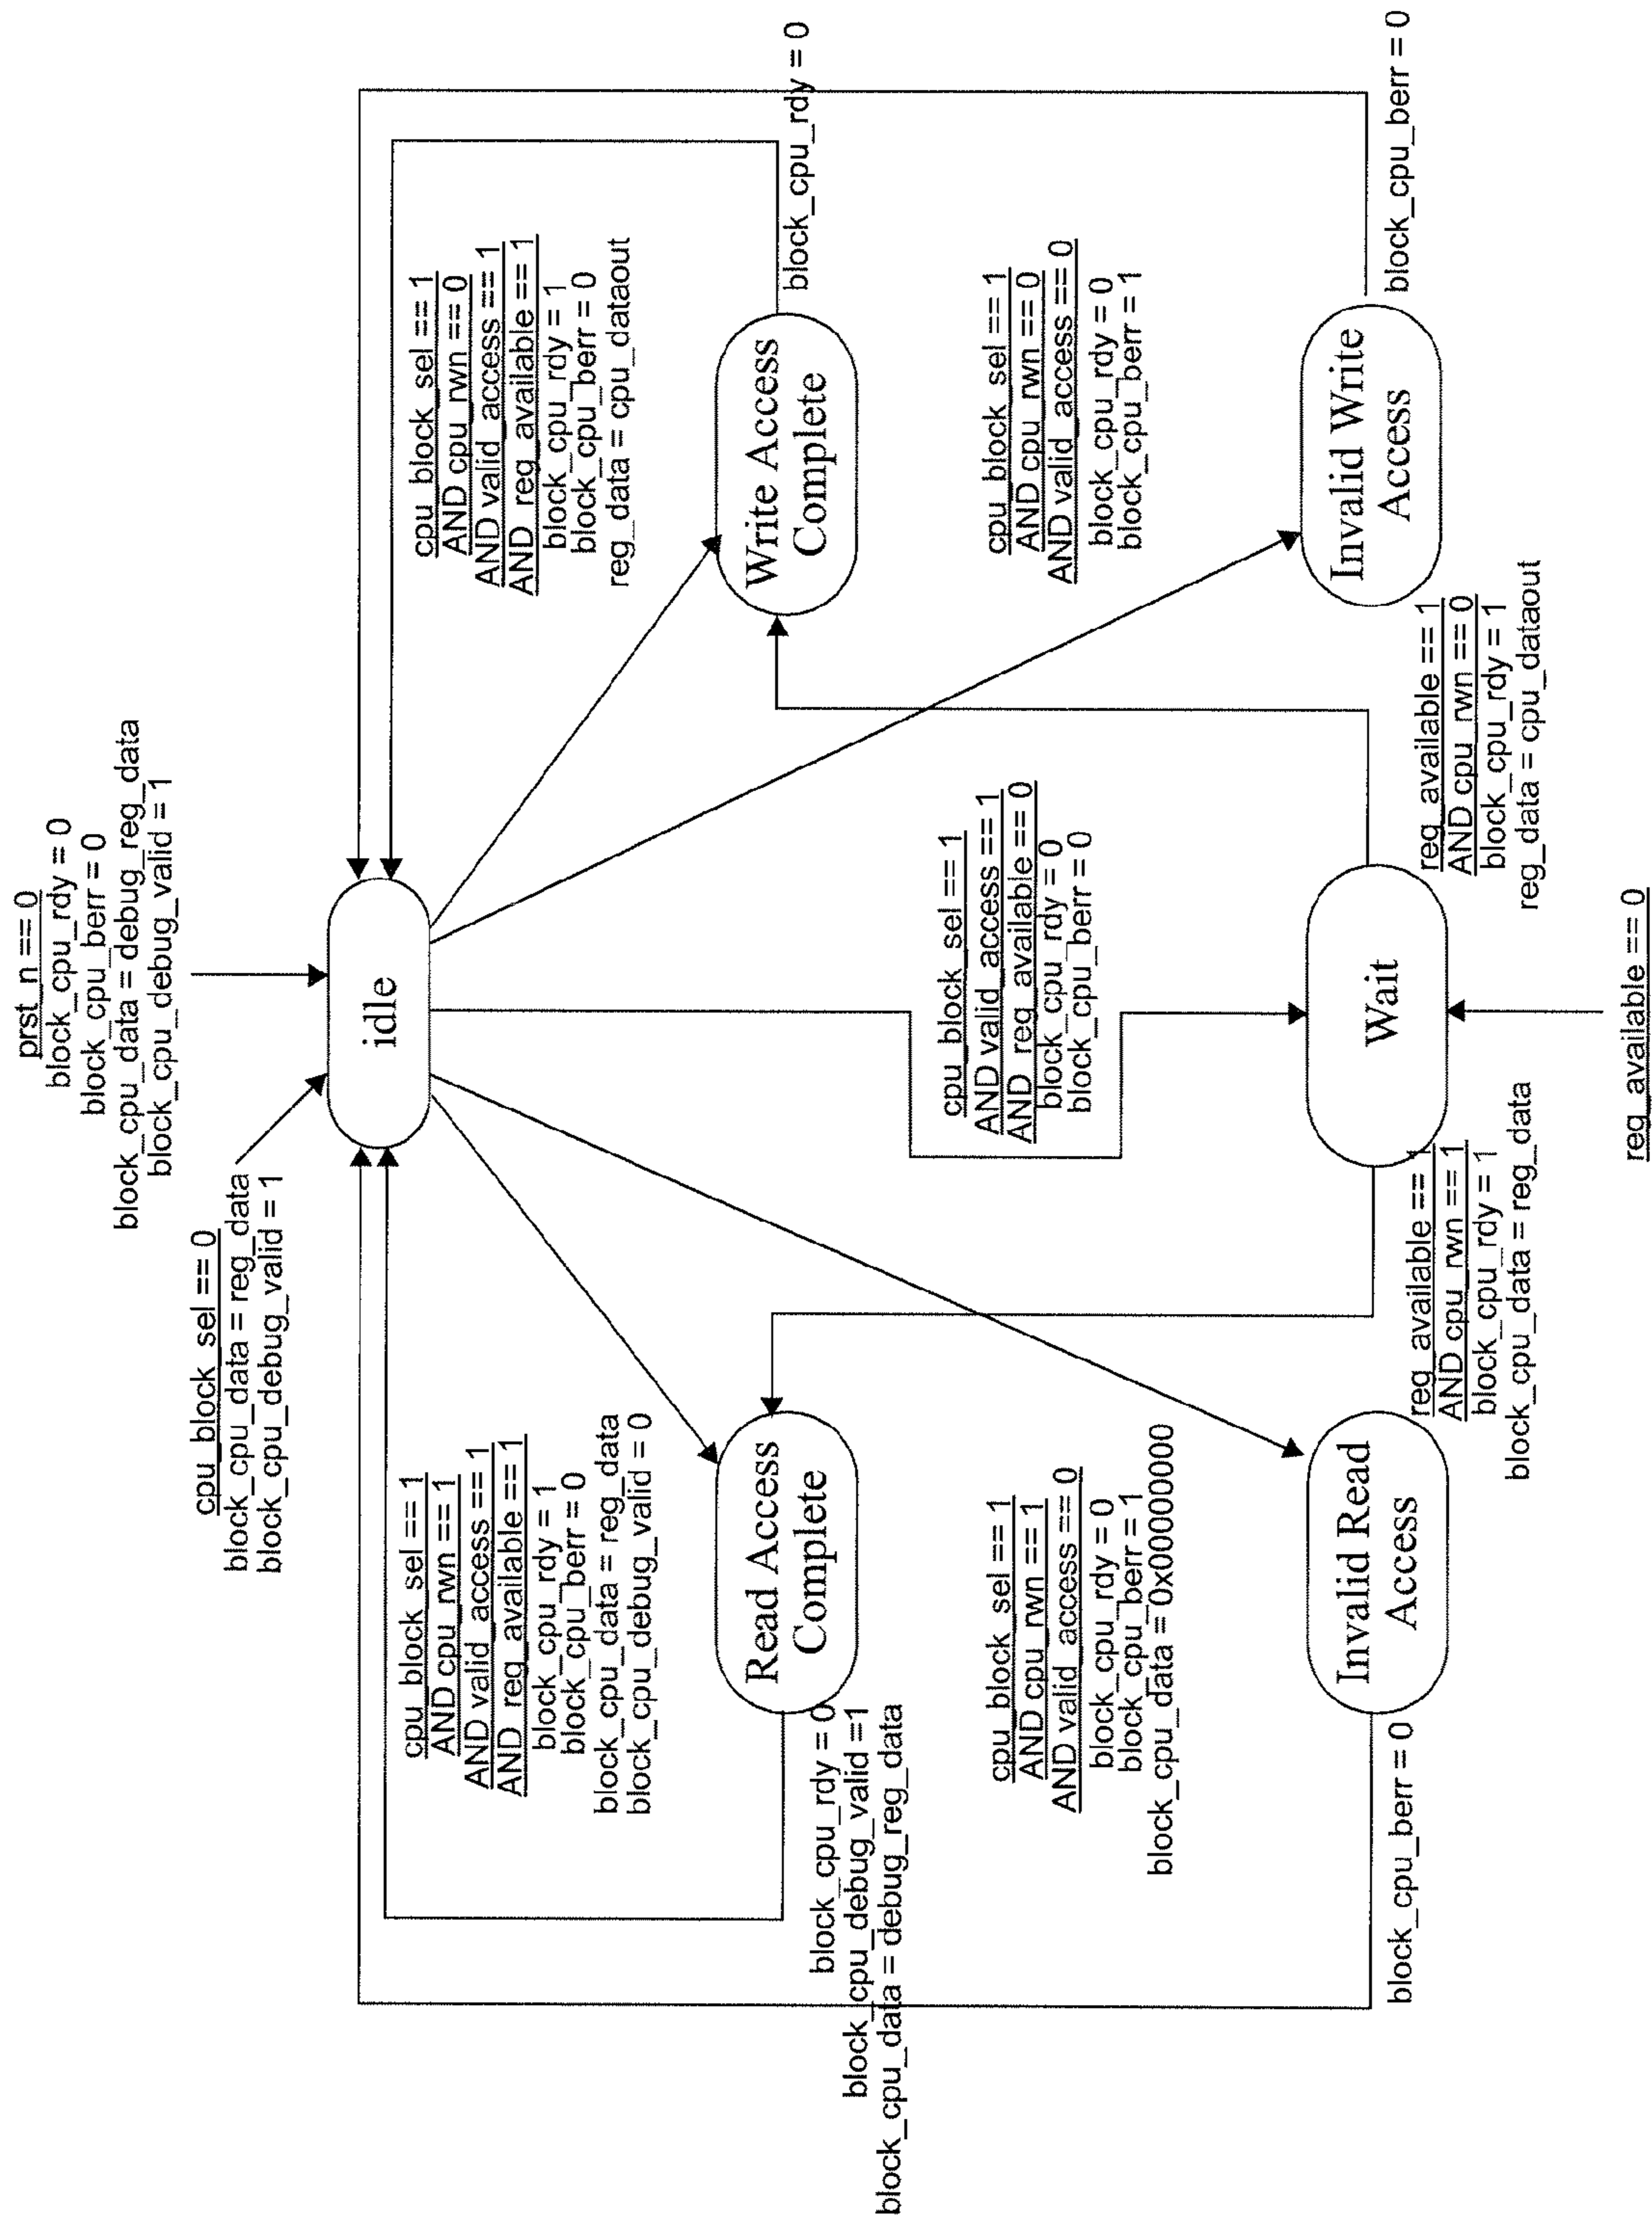 prst_n == 0
block_cpu_rdy = 0
block_cpu_berr = 0
block_cpu_data = debug_reg_data
block_cpu_debug_valid = 1
cpu_block_sel == 0
block_cpu_data = reg_data
block_cpu_debug_valid = 1
idle
cpu_block_sel == 1
AND cpu_rwn == 1
AND valid_access == 1
AND reg_available == 1
block_cpu_rdy = 1
block_cpu_berr = 0
block_cpu_data = reg_data
block_cpu_debug_valid = 0
cpu_block_sel == 1
AND cpu_rwn == 0
AND valid_access == 1
AND reg_available == 1
block_cpu_rdy = 1
block_cpu_berr = 0
reg_data = cpu_dataout
Read Access
Complete
Write Access
Complete
block_cpu_rdy = 0
block_cpu_debug_valid =1
block_cpu_data = debug_reg_data
block_cpu_rdy = 0
cpu_block_sel == 1
AND cpu_rwn == 1
AND valid_access == 0
block_cpu_rdy = 0
block_cpu_berr = 1
block_cpu_data = 0x00000000
cpu_block_sel == 1
AND valid_access == 1
AND reg_available == 0
block_cpu_rdy = 0
block_cpu_berr = 0
cpu_block_sel == 1
AND cpu_rwn == 0
AND valid_access == 0
block_cpu_rdy = 0
block_cpu_berr = 1
Invalid Read
Access
Wait
Invalid Write
Access
block_cpu_berr = 0
reg_available == 1
AND cpu_rwn == 1
block_cpu_rdy = 1
block_cpu_data = reg_data
reg_available == 1
AND cpu_rwn == 0
block_cpu_rdy = 1
reg_data = cpu_dataout
block_cpu_berr = 0
reg_available == 0